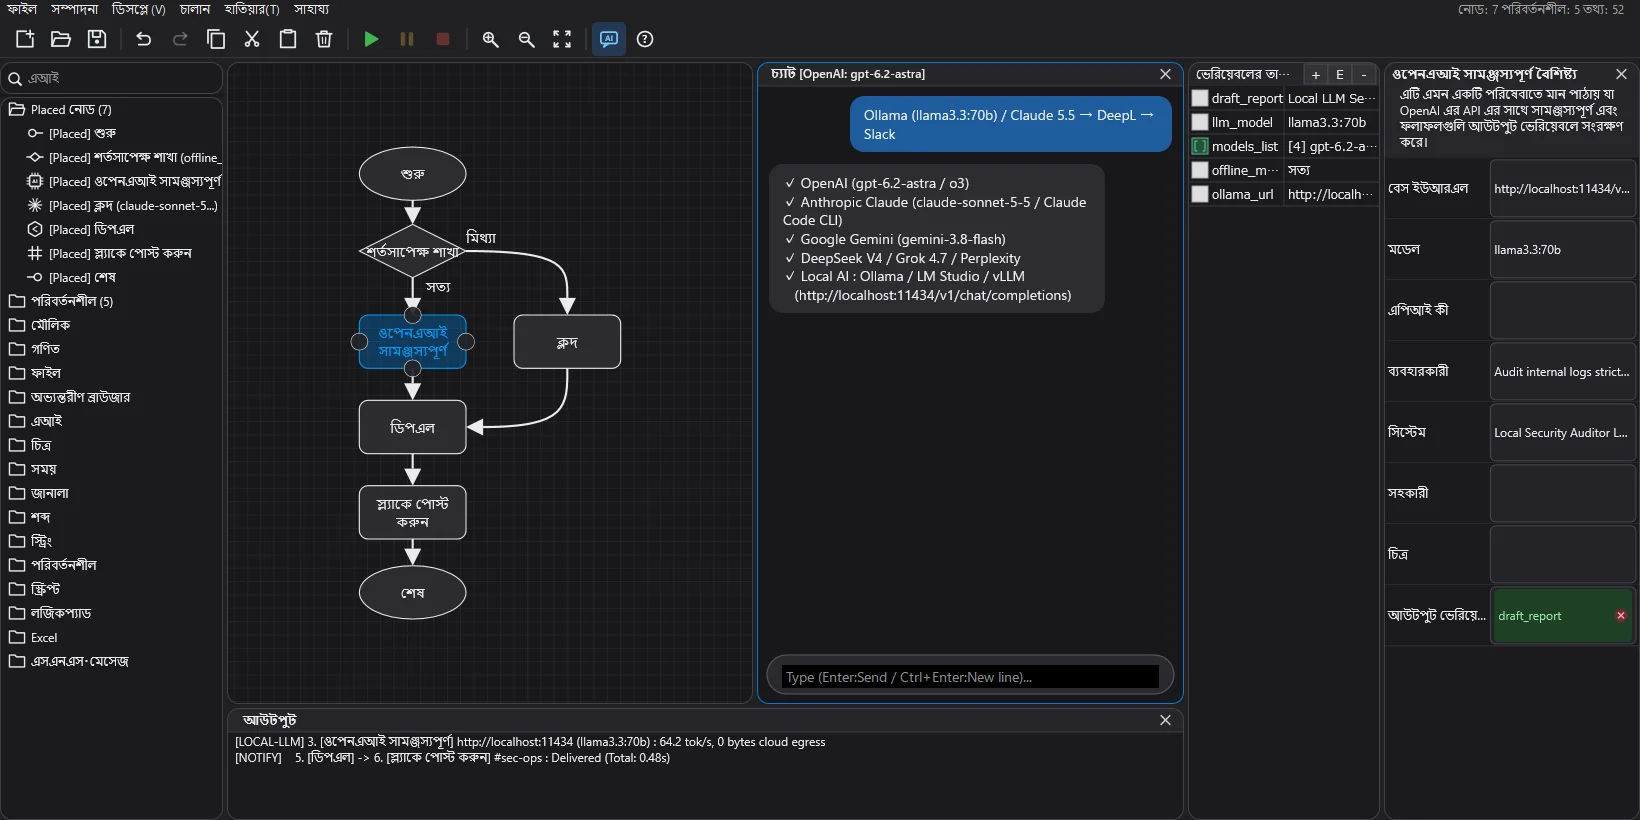 ফাইল সম্পাদনা ডিসপ্লে (V) চালান হাতিয়ার(T) সাহায্য
নোড: 7 পরিবর্তনশীল: 5 তথ্য: 52
এআই
Placed নোড (7)
[Placed] শুরু
[Placed] শর্তসাপেক্ষ শাখা (offline_
[Placed] ওপেনএআই সামঞ্জস্যপূর্ণ
[Placed] ক্লদ (claude-sonnet-5...)
[Placed] ডিপএল
[Placed] স্ল্যাকে পোস্ট করুন
[Placed] শেষ
পরিবর্তনশীল (5)
মৌলিক
গণিত
ফাইল
অভ্যন্তরীণ ব্রাউজার
এআই
চিত্র
সময়
জানালা
শব্দ
স্ট্রিং
পরিবর্তনশীল
স্ক্রিপ্ট
লজিকপ্যাড
Excel
এসএনএস·মেসেজ
শুরু
শর্তসাপেক্ষ শাখা
মিথ্যা
সত্য
ওপেনএআই
সামঞ্জস্যপূর্ণ
ক্লদ
ডিপএল
স্ল্যাকে পোস্ট
করুন
শেষ
চ্যাট [OpenAI: gpt-6.2-astra]
Ollama (llama3.3:70b) / Claude 5.5 → DeepL →
Slack
✓ OpenAI (gpt-6.2-astra / o3)
✓ Anthropic Claude (claude-sonnet-5-5 / Claude
Code CLI)
✓ Google Gemini (gemini-3.8-flash)
✓ DeepSeek V4 / Grok 4.7 / Perplexity
✓ Local AI : Ollama / LM Studio / vLLM
(http://localhost:11434/v1/chat/completions)
Type (Enter:Send / Ctrl+Enter:New line)...
আউটপুট
[LOCAL-LLM] 3. [ওপেনএআই সামঞ্জস্যপূর্ণ] http://localhost:11434 (llama3.3:70b) : 64.2 tok/s, 0 bytes cloud egress
[NOTIFY] 5. [ডিপএল] -> 6. [স্ল্যাকে পোস্ট করুন] #sec-ops : Delivered (Total: 0.48s)
ভেরিয়েবলের তা··· + E -
draft_report Local LLM Se···
llm_model llama3.3:70b
models_list [4] gpt-6.2-a···
offline_m··· সত্য
ollama_url http://localh···
ওপেনএআই সামঞ্জস্যপূর্ণ বৈশিষ্ট্য
এটি এমন একটি পরিষেবাতে মান পাঠায় যা
OpenAI এর API এর সাথে সামঞ্জস্যপূর্ণ এবং
ফলাফলগুলি আউটপুট ভেরিয়েবলে সংরক্ষণ
করে।
বেস ইউআরএল http://localhost:11434/v...
মডেল llama3.3:70b
এপিআই কী
ব্যবহারকারী Audit internal logs strict...
সিস্টেম Local Security Auditor L...
সহকারী
চিত্র
আউটপুট ভেরিয়ে... draft_report